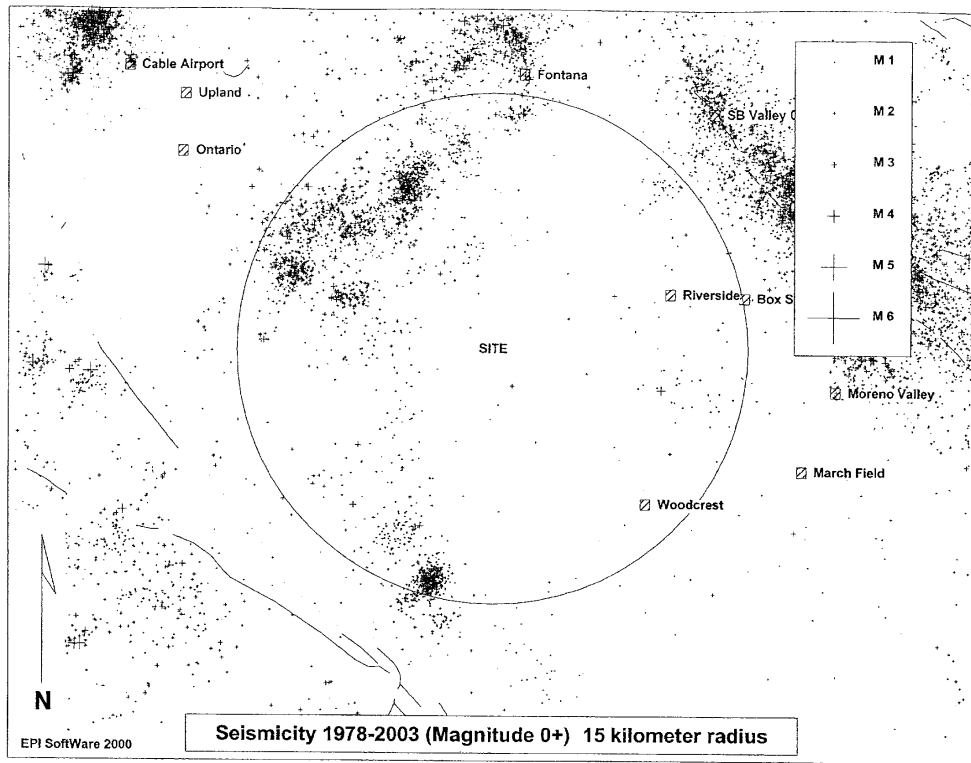 Cable Airport
Upland
Ontario
Fontana
SB Valley
M 1
M 2
M 3
M 4
M 5
M 6
Riverside
Box S
SITE
Moreno Valley
March Field
Woodcrest
N
EPI SoftWare 2000
Seismicity 1978-2003 (Magnitude 0+) 15 kilometer radius